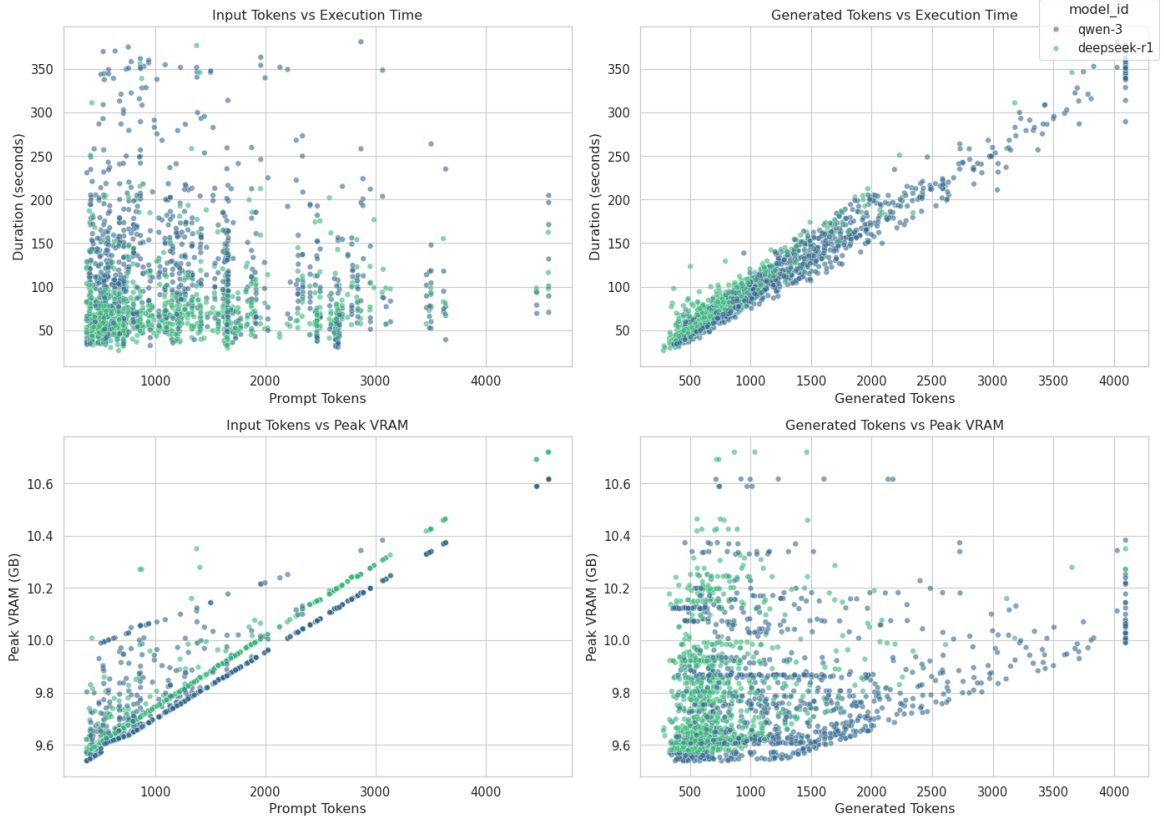 Input Tokens vs Execution Time
Generated Tokens vs Execution Time
model_id
qwen-3
deepseek-r1
350
300
250
200
150
100
50
Duration (seconds)
1000 2000 3000 4000
Prompt Tokens
350
300
250
200
150
100
50
Duration (seconds)
500 1000 1500 2000 2500 3000 3500 4000
Generated Tokens
Input Tokens vs Peak VRAM
10.6
10.4
10.2
10.0
9.8
9.6
Peak VRAM (GB)
1000 2000 3000 4000
Prompt Tokens
Generated Tokens vs Peak VRAM
10.6
10.4
10.2
10.0
9.8
9.6
Peak VRAM (GB)
500 1000 1500 2000 2500 3000 3500 4000
Generated Tokens